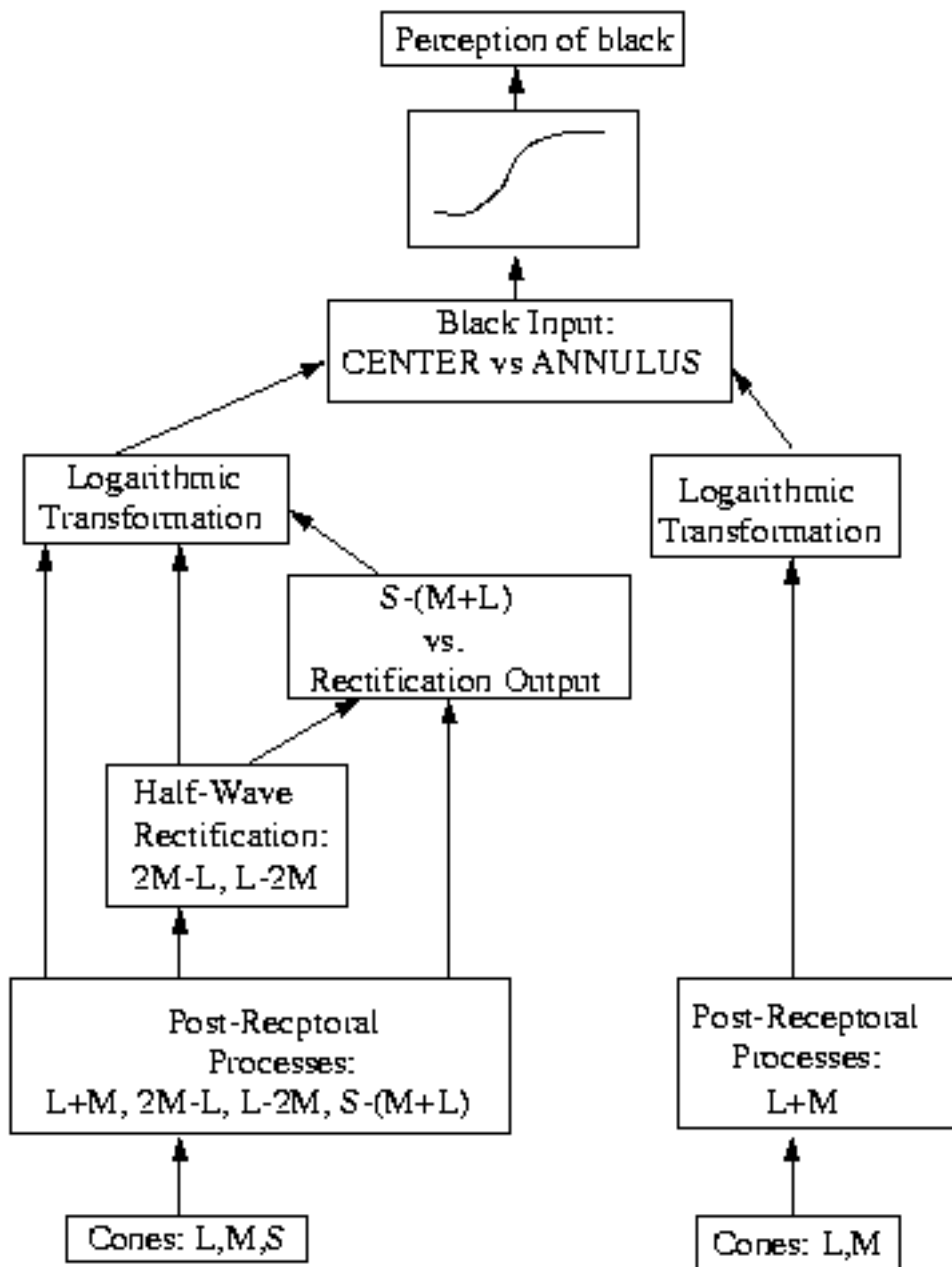 Perception of black
Black Input:
CENTER vs ANNULUS
Logarithmic
Transformation
Logarithmic
Transformation
S-(M+L)
vs.
Rectification Output
Half-Wave
Rectification:
2M-L, L-2M
Post-Recptoral
Processes:
L+M, 2M-L, L-2M, S-(M+L)
Post-Receptoral
Processes:
L+M
Cones: L,M,S
Cones: L,M